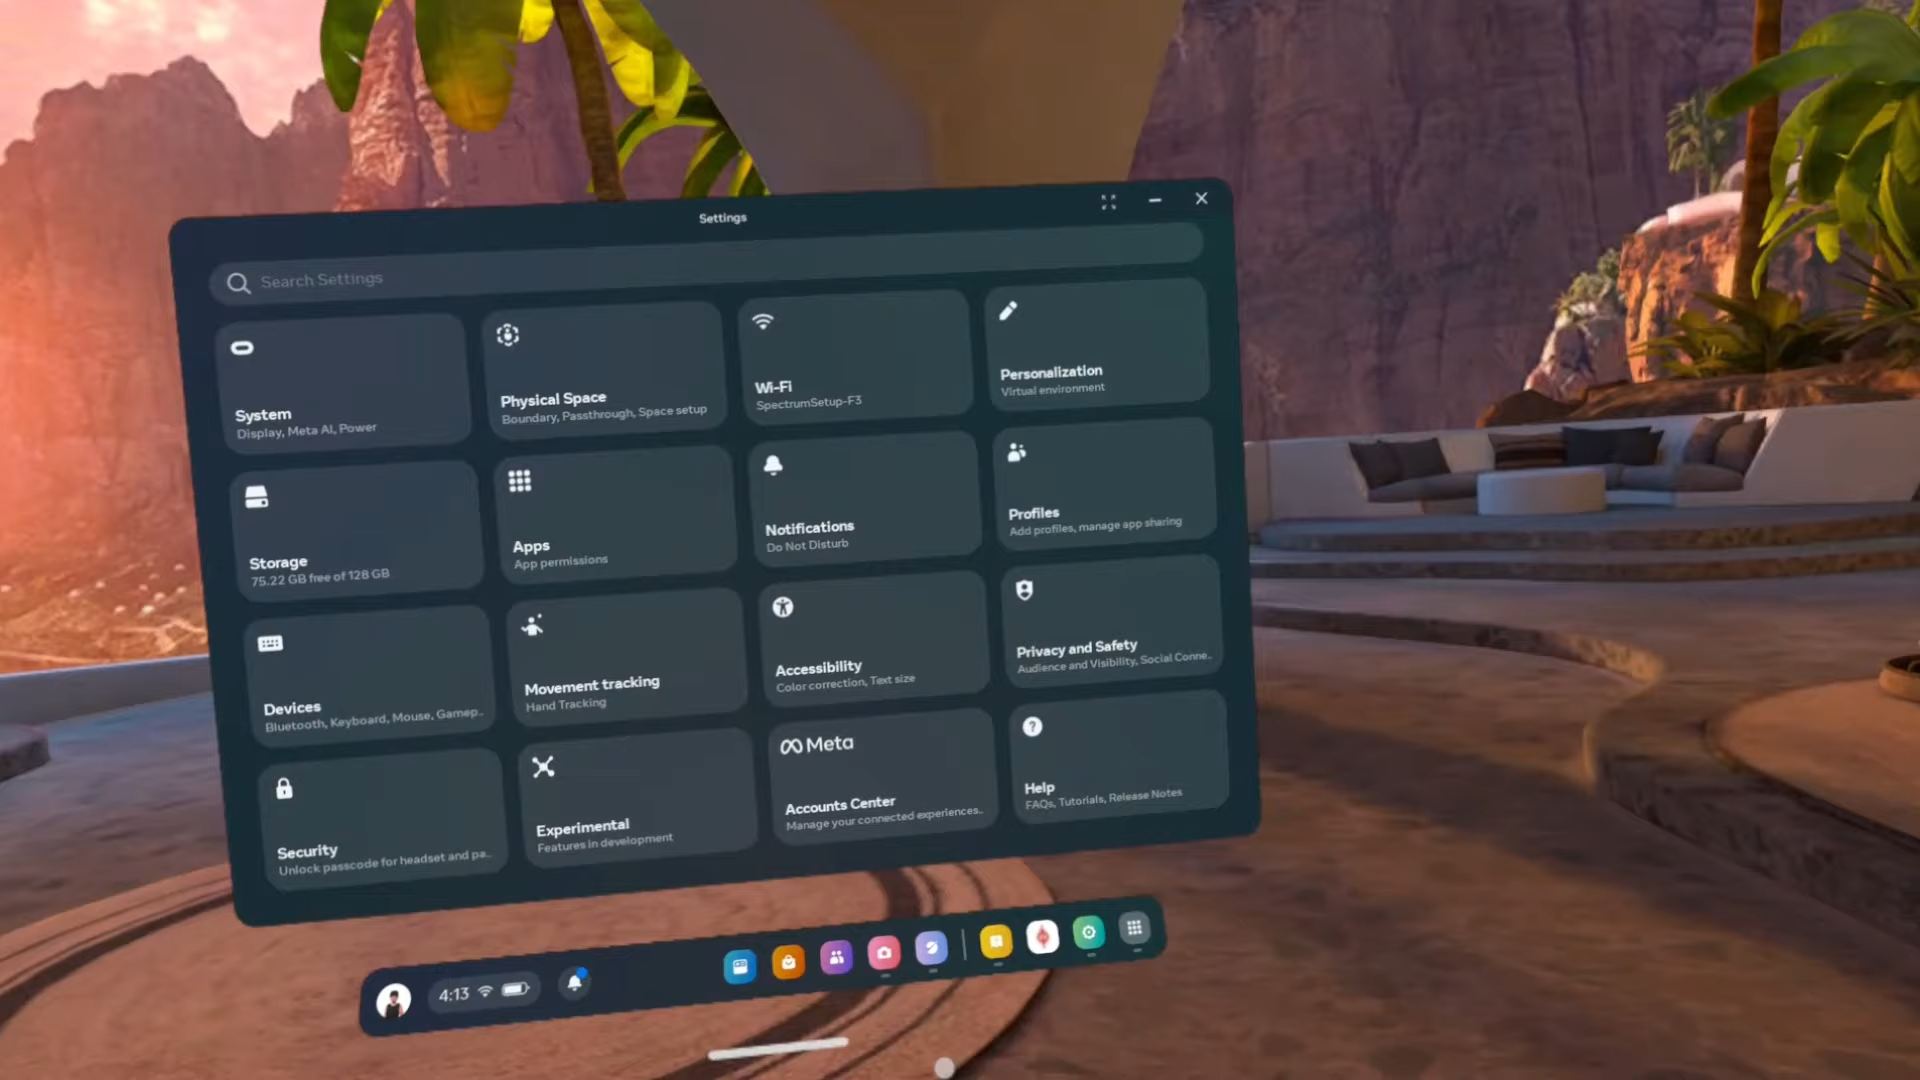 Settings
Search Settings
System
Display, Meta AI, Power
Physical Space
Boundary, Passthrough, Space setup
Wi-Fi
SpectrumSetup-F3
Personalization
Virtual environment
Storage
75.22 GB free of 128 GB
Apps
App permissions
Notifications
Do Not Disturb
Profiles
Add profiles, manage app sharing
Devices
Bluetooth, Keyboard, Mouse, Gamep..
Movement tracking
Hand Tracking
Accessibility
Color correction, Text size
Privacy and Safety
Audience and Visibility, Social Conne..
Security
Unlock passcode for headset and pa..
Experimental
Features in development
Meta
Accounts Center
Manage your connected experiences..
Help
FAQs, Tutorials, Release Notes
4:13